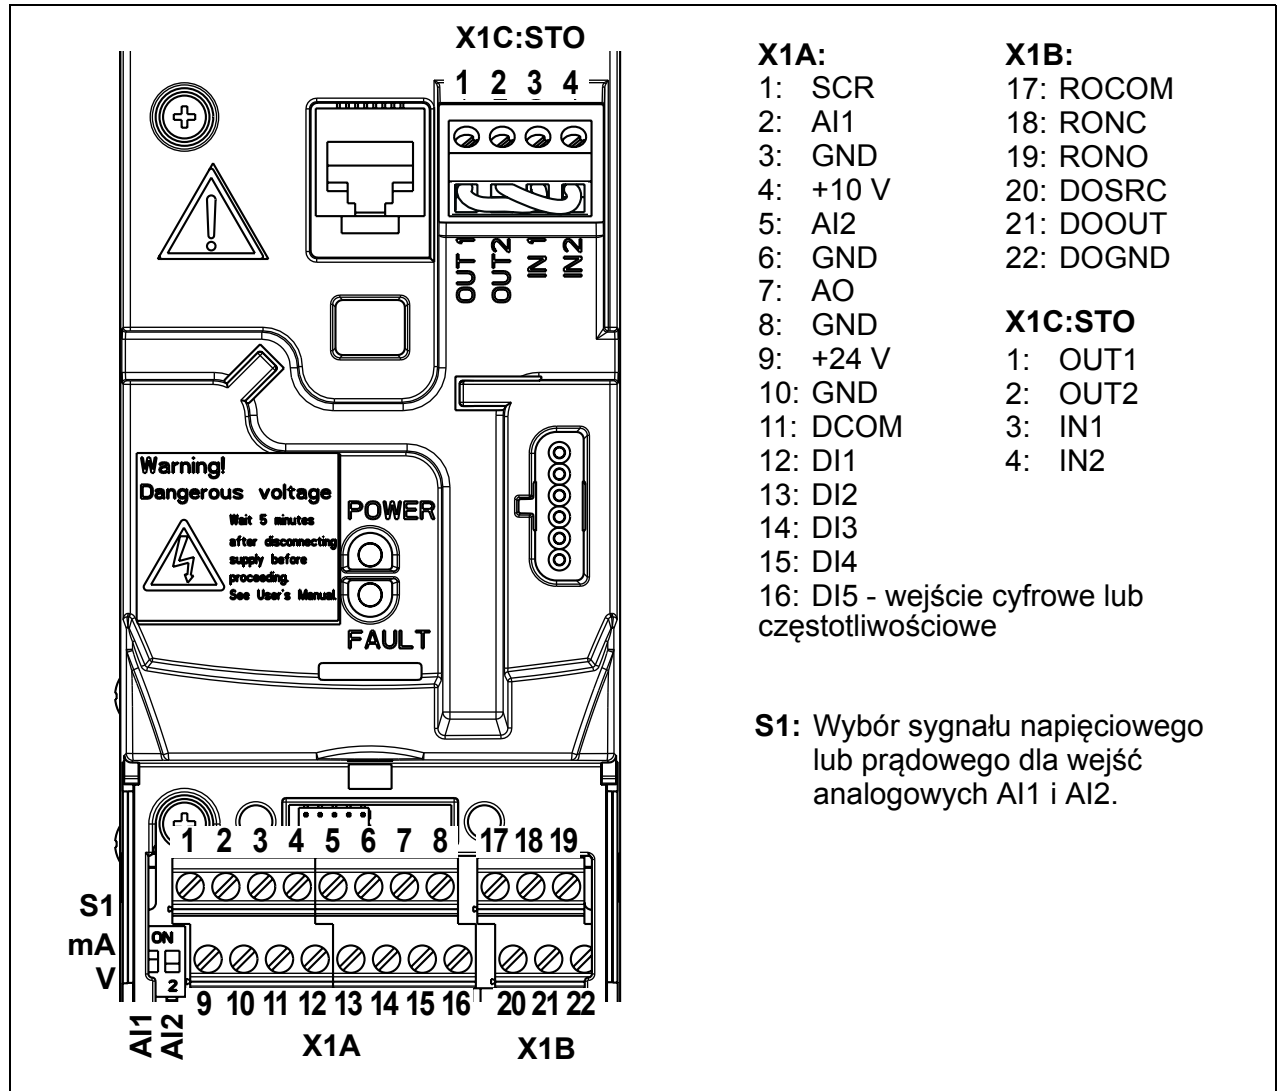 X1C:STO
1 2 3 4
OUT 1
OUT2
IN 1
IN2
Warning!
Dangerous voltage
Wait 5 minutes
after disconnecting
supply before
proceeding.
See User's Manual.
POWER
FAULT
1 2 3 4 5 6 7 8 17 18 19
S1
mA
V
ON
2
9 10 11 12 13 14 15 16 20 21 22
AI1
AI2
X1A
X1B
X1A:
1: SCR
2: AI1
3: GND
4: +10 V
5: AI2
6: GND
7: AO
8: GND
9: +24 V
10: GND
11: DCOM
12: DI1
13: DI2
14: DI3
15: DI4
16: DI5 - wejście cyfrowe lub
częstotliwościowe
X1B:
17: ROCOM
18: RONC
19: RONO
20: DOSRC
21: DOOUT
22: DOGND
X1C:STO
1: OUT1
2: OUT2
3: IN1
4: IN2
S1: Wybór sygnału napięciowego
lub prądowego dla wejść
analogowych AI1 i AI2.